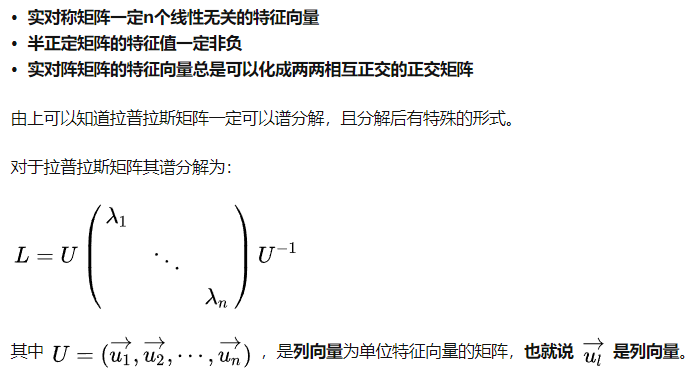 • 实对称矩阵一定n个线性无关的特征向量
• 半正定矩阵的特征值一定非负
• 实对阵矩阵的特征向量总是可以化成两两相互正交的正交矩阵
由上可以知道拉普拉斯矩阵一定可以谱分解，且分解后有特殊的形式。
对于拉普拉斯矩阵其谱分解为：
$L = U \begin{pmatrix} \lambda_1 & & \\ & \ddots & \\ & & \lambda_n \end{pmatrix} U^{-1}$
其中 $U = (\overrightarrow{u_1}, \overrightarrow{u_2}, \cdots, \overrightarrow{u_n})$ ，是列向量为单位特征向量的矩阵，也就说 $\overrightarrow{u_l}$ 是列向量。